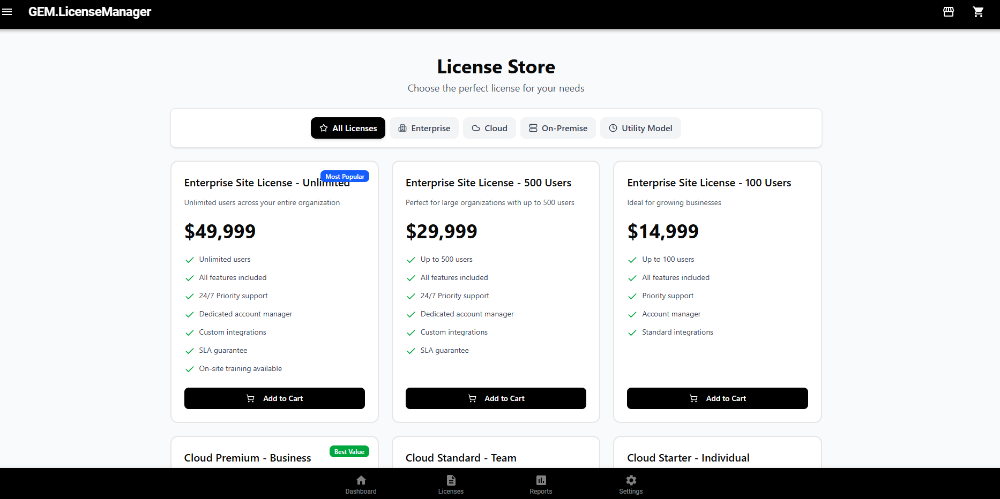 GEM.LicenseManager
License Store
Choose the perfect license for your needs
All Licenses
Enterprise
Cloud
On-Premise
Utility Model
Most Popular
Enterprise Site License - Unlimited
Unlimited users across your entire organization
$49,999
Unlimited users
All features included
24/7 Priority support
Dedicated account manager
Custom integrations
SLA guarantee
On-site training available
Add to Cart
Enterprise Site License - 500 Users
Perfect for large organizations with up to 500 users
$29,999
Up to 500 users
All features included
24/7 Priority support
Dedicated account manager
Custom integrations
SLA guarantee
Add to Cart
Enterprise Site License - 100 Users
Ideal for growing businesses
$14,999
Up to 100 users
All features included
Priority support
Account manager
Standard integrations
Add to Cart
Best Value
Cloud Premium - Business
Cloud Standard - Team
Cloud Starter - Individual
Dashboard
Licenses
Reports
Settings